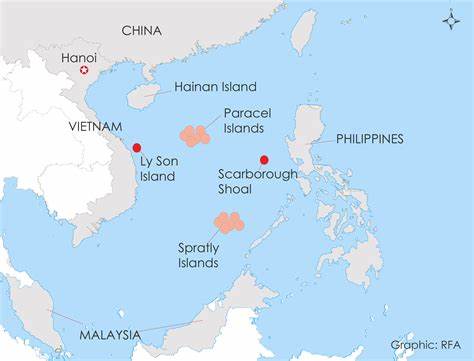 CHINA
Hanoi
Hainan Island
Paracel
Islands
VIETNAM
PHILIPPINES
Ly Son
Island
Scarborough
Shoal
Spratly
Islands
MALAYSIA
Graphic: RFA